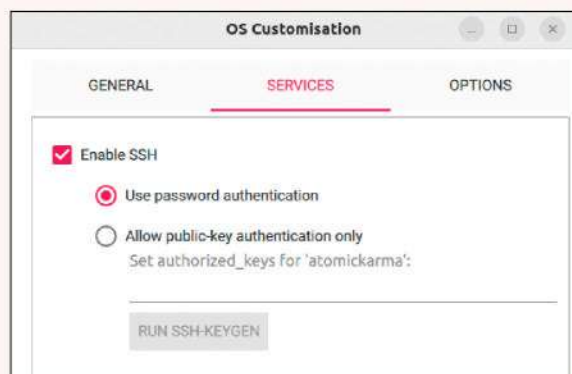 OS Customisation
GENERAL SERVICES OPTIONS
Enable SSH
Use password authentication
Allow public-key authentication only
Set authorized_keys for 'atomickarma':
RUN SSH-KEYGEN